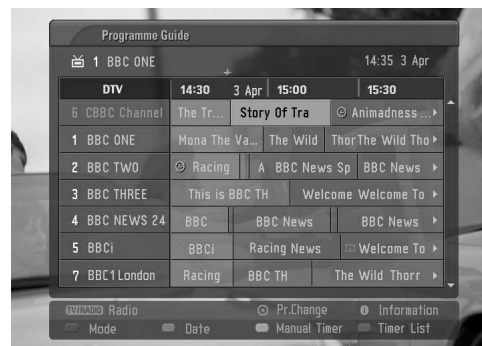 Programme Guide
1 BBC ONE 14:35 3 Apr
DTV 14:30 3 Apr 15:00 15:30
6 CBBC Channel The Tr... Story Of Tra Animadness ...
1 BBC ONE Mona The Va... The Wild ThorThe Wild Tho
2 BBC TWO Racing A BBC News Sp BBC News
3 BBC THREE This is BBC TH Welcome Welcome To
4 BBC NEWS 24 BBC BBC News BBC News
5 BBCi BBCi Racing News Welcome To
7 BBC1 London Racing BBC TH The Wild Thorr
TV/RADIO Radio Pr.Change Information
Mode Date Manual Timer Timer List